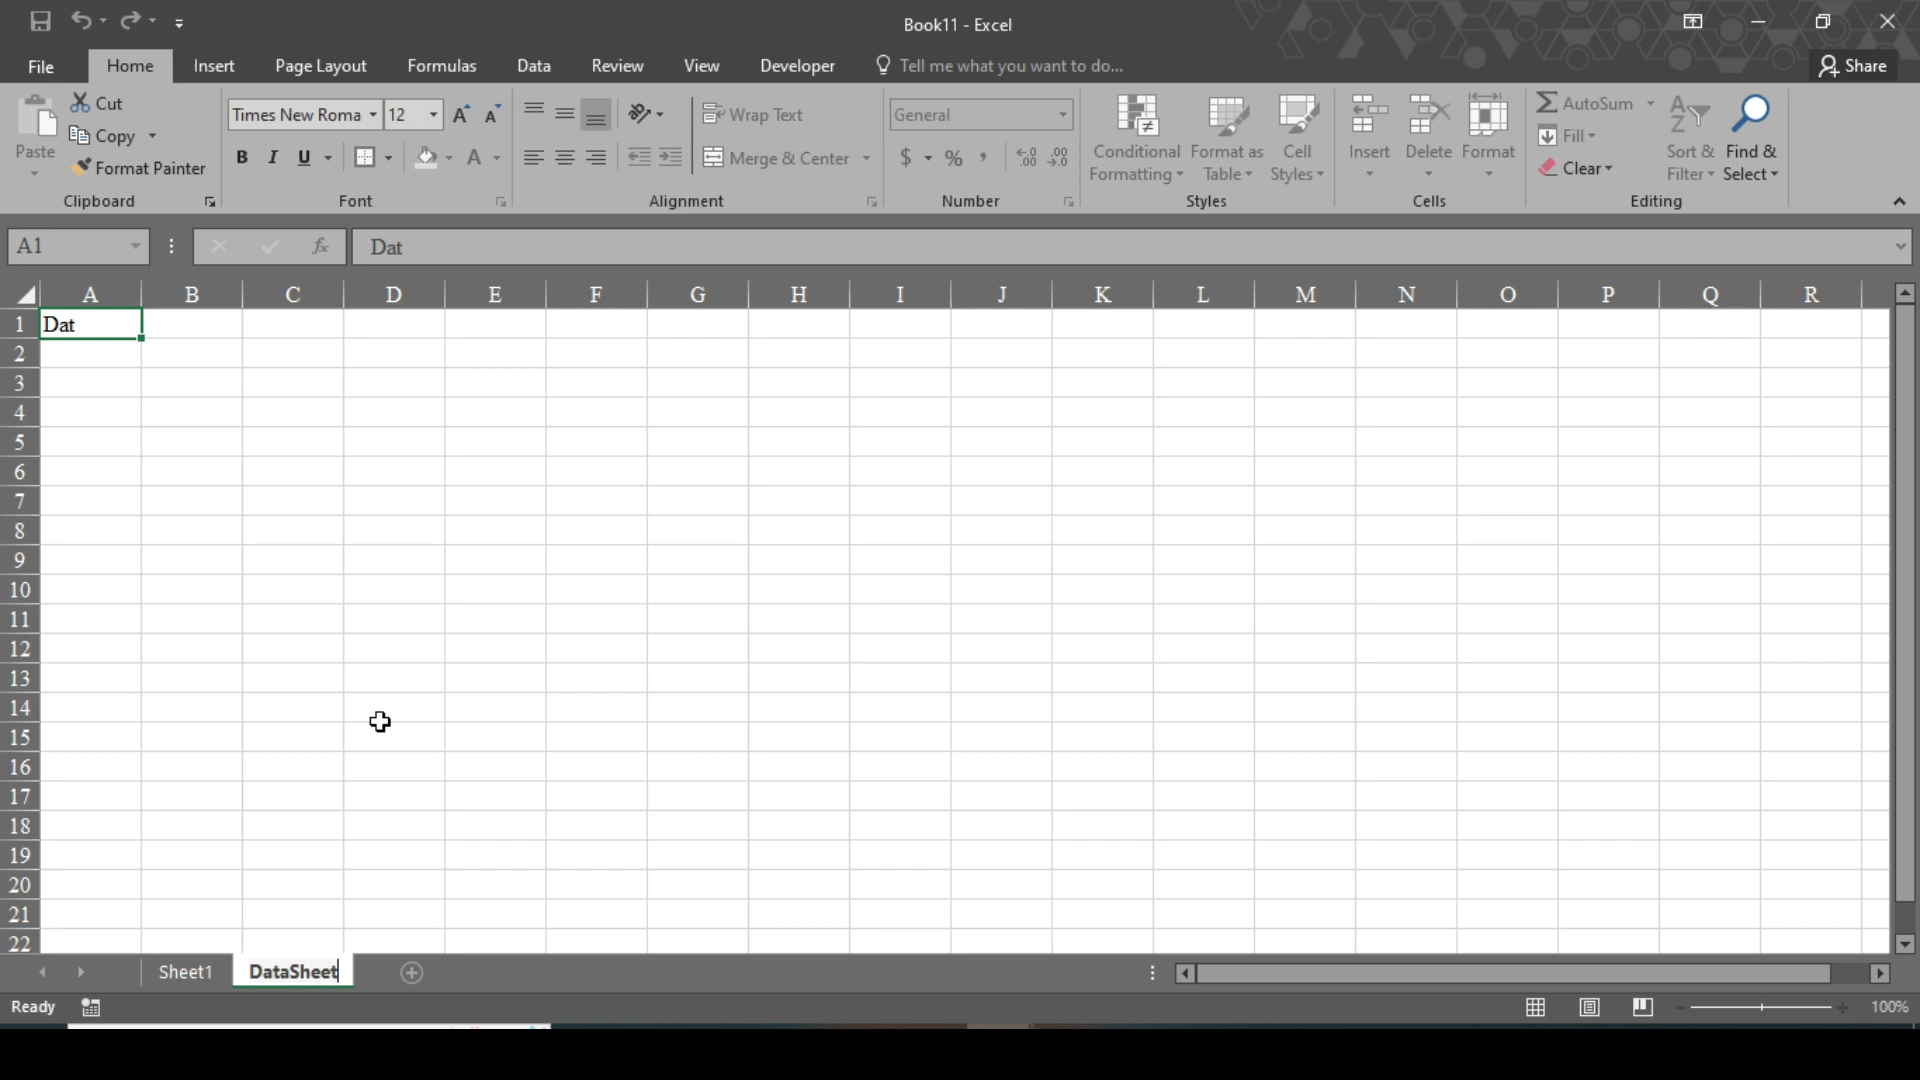 Book11 - Excel
File Home Insert Page Layout Formulas Data Review View Developer Tell me what you want to do... Share
Paste
Cut
Copy
Format Painter
Clipboard
Times New Roma 12
B I U
Font
Wrap Text
Merge & Center
Alignment
General
$ % ,
Number
Conditional Formatting
Format as Table
Cell Styles
Styles
Insert
Delete
Format
Cells
AutoSum
Fill
Clear
Sort & Filter
Find & Select
Editing
A1 fx Dat
A B C D E F G H I J K L M N O P Q R
1 Dat
2
3
4
5
6
7
8
9
10
11
12
13
14
15
16
17
18
19
20
21
22
Sheet1 DataSheet
Ready 100%